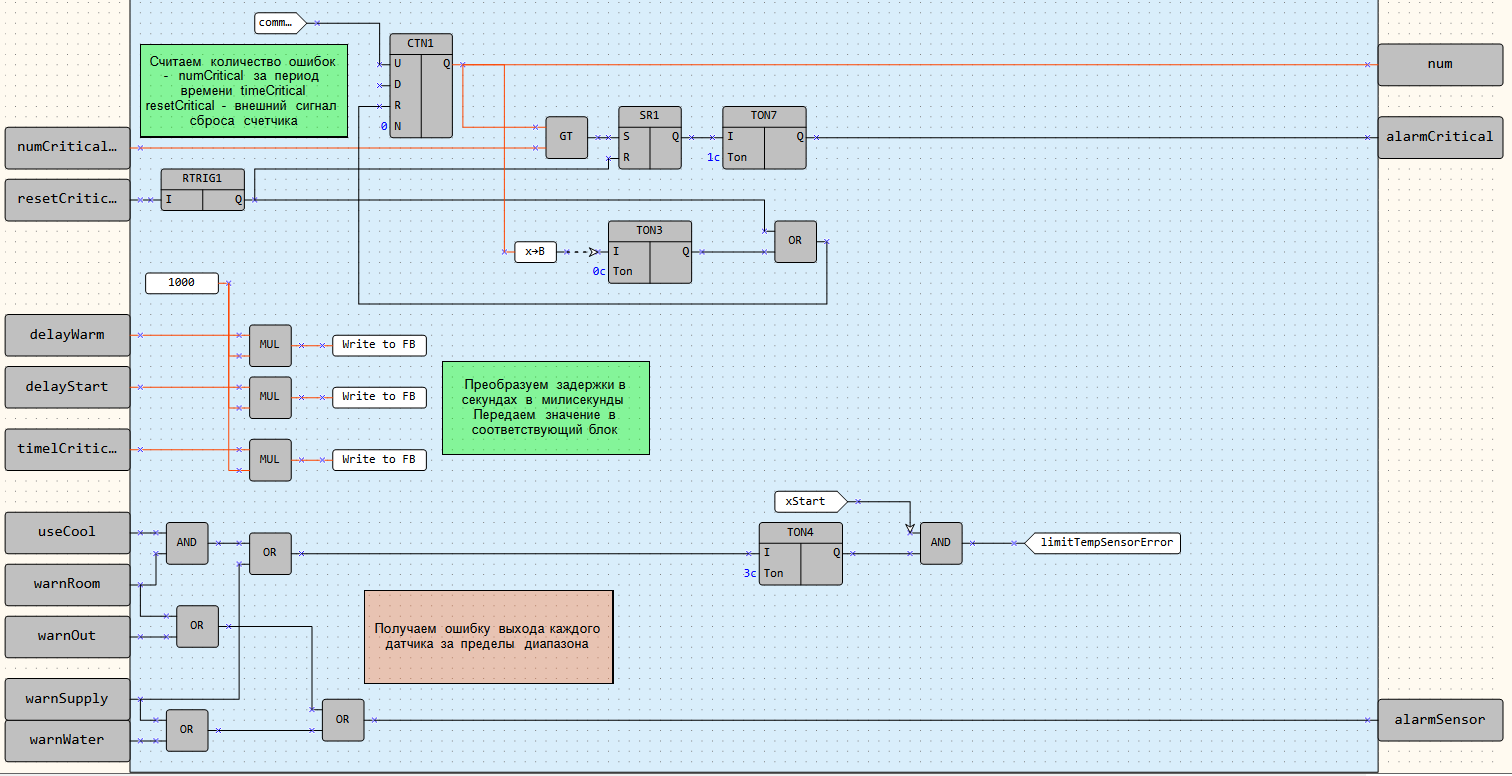 comm…
CTN1
U Q
D
R
0 N
Считаем количество ошибок
- numCritical за период
времени timeCritical
resetCritical - внешний сигнал
сброса счетчика
num
numCritical…
GT
SR1
S Q
R
TON7
I Q
1c Ton
alarmCritical
resetCritic…
RTRIG1
I Q
x→B
TON3
I Q
0c Ton
OR
1000
delayWarm
MUL
Write to FB
delayStart
MUL
Write to FB
timelCritic…
MUL
Write to FB
Преобразуем задержки в
секундах в милисекунды
Передаем значение в
соответствующий блок
xStart
useCool
AND
OR
TON4
I Q
3c Ton
AND
limitTempSensorError
warnRoom
warnOut
OR
Получаем ошибку выхода каждого
датчика за пределы диапазона
warnSupply
OR
OR
warnWater
alarmSensor